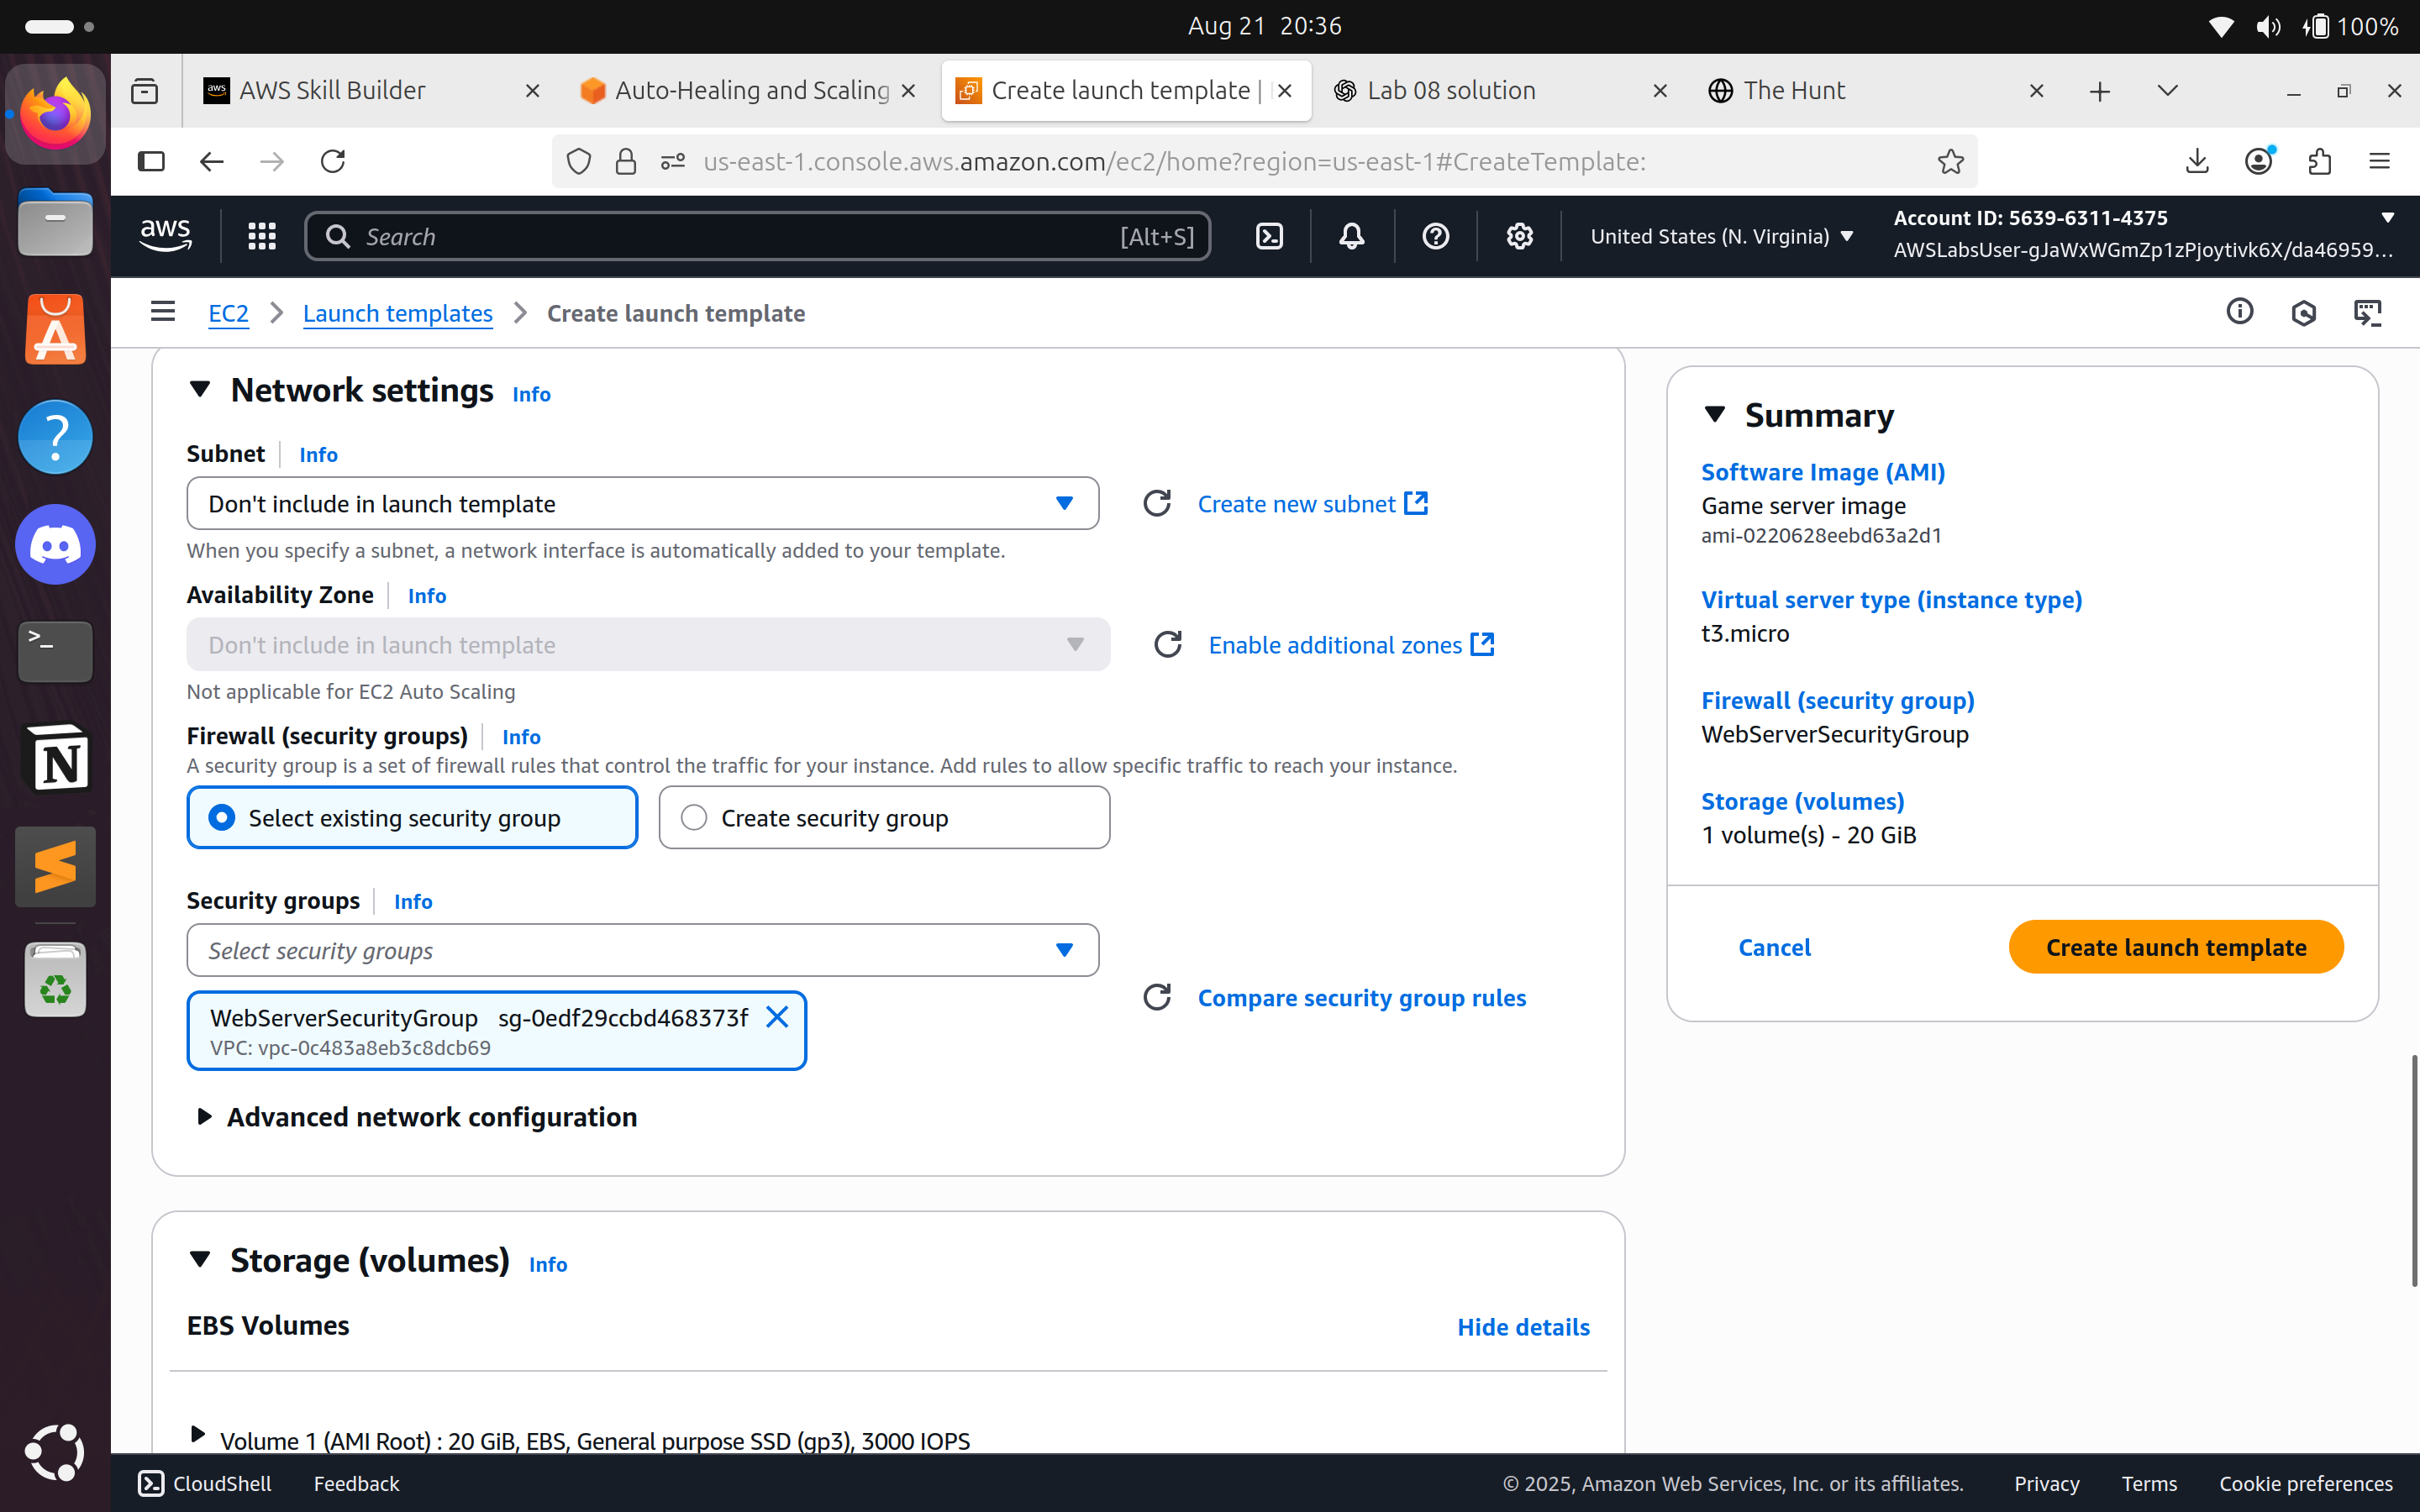 Aug 21 20:36
100%
AWS Skill Builder
Auto-Healing and Scaling
Create launch template |
Lab 08 solution
The Hunt
us-east-1.console.aws.amazon.com/ec2/home?region=us-east-1#CreateTemplate:
aws
Search
[Alt+S]
United States (N. Virginia)
Account ID: 5639-6311-4375
AWSLabsUser-gJaWxWGmZp1zPjoytivk6X/da46959...
EC2
Launch templates
Create launch template
Network settings
Info
Subnet
Info
Don't include in launch template
Create new subnet
When you specify a subnet, a network interface is automatically added to your template.
Availability Zone
Info
Don't include in launch template
Enable additional zones
Not applicable for EC2 Auto Scaling
Firewall (security groups)
Info
A security group is a set of firewall rules that control the traffic for your instance. Add rules to allow specific traffic to reach your instance.
Select existing security group
Create security group
Security groups
Info
Select security groups
WebServerSecurityGroup sg-0edf29ccbd468373f
VPC: vpc-0c483a8eb3c8dcb69
Compare security group rules
Advanced network configuration
Storage (volumes)
Info
EBS Volumes
Hide details
Volume 1 (AMI Root) : 20 GiB, EBS, General purpose SSD (gp3), 3000 IOPS
Summary
Software Image (AMI)
Game server image
ami-0220628eebd63a2d1
Virtual server type (instance type)
t3.micro
Firewall (security group)
WebServerSecurityGroup
Storage (volumes)
1 volume(s) - 20 GiB
Cancel
Create launch template
CloudShell
Feedback
© 2025, Amazon Web Services, Inc. or its affiliates.
Privacy
Terms
Cookie preferences